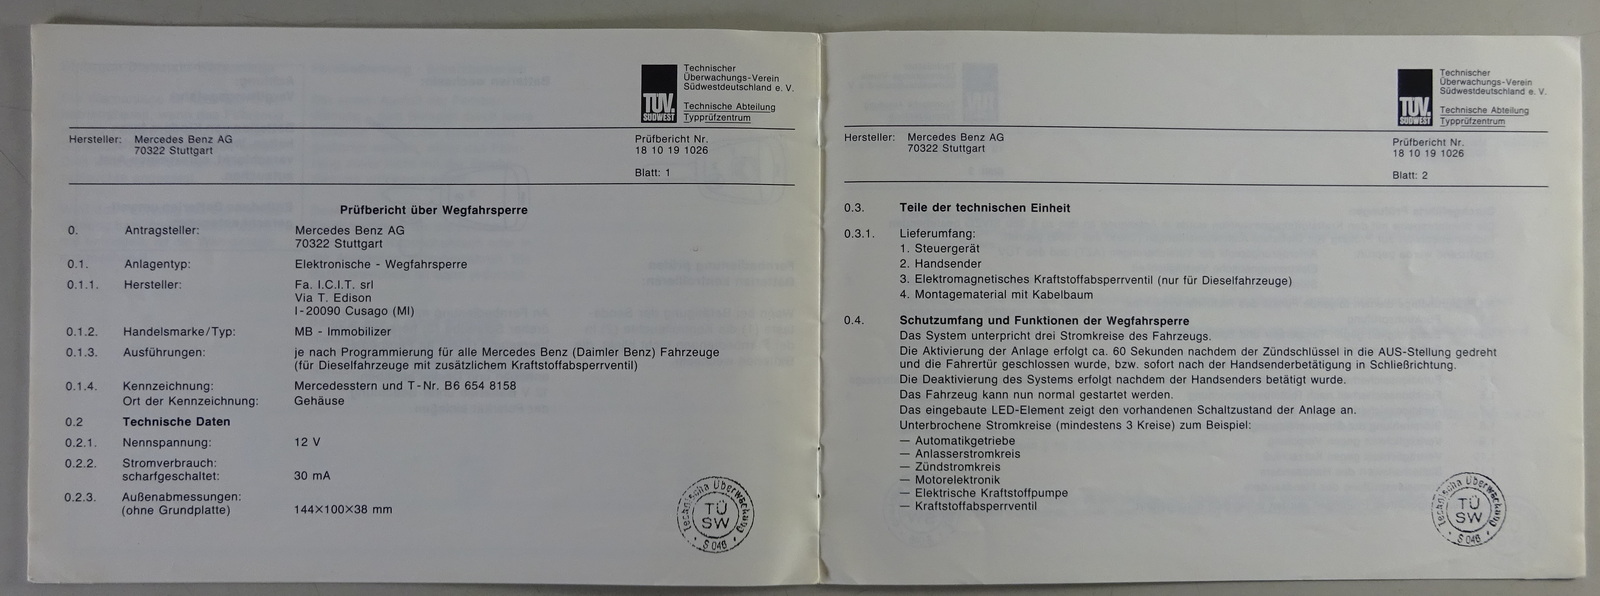 Technischer
Überwachungs-Verein
Südwestdeutschland e. V.
TÜV
SÜDWEST
Technische Abteilung
Typprüfzentrum
Hersteller: Mercedes Benz AG
70322 Stuttgart
Prüfbericht Nr.
18 10 19 1026
Blatt: 1
Prüfbericht über Wegfahrsperre
0. Antragsteller: Mercedes Benz AG
70322 Stuttgart
0.1. Anlagentyp: Elektronische - Wegfahrsperre
0.1.1. Hersteller: Fa. I.C.I.T. srl
Via T. Edison
I-20090 Cusago (MI)
0.1.2. Handelsmarke/Typ: MB - Immobilizer
0.1.3. Ausführungen: je nach Programmierung für alle Mercedes Benz (Daimler Benz) Fahrzeuge
(für Dieselfahrzeuge mit zusätzlichem Kraftstoffabsperrventil)
0.1.4. Kennzeichnung: Mercedesstern und T-Nr. B6 654 8158
Ort der Kennzeichnung: Gehäuse
0.2 Technische Daten
0.2.1. Nennspannung: 12 V
0.2.2. Stromverbrauch:
scharfgeschaltet: 30 mA
0.2.3. Außenabmessungen:
(ohne Grundplatte) 144×100×38 mm
TÜ
SW
S 046
Technischer
Überwachungs-Verein
Südwestdeutschland e. V.
TÜV
SÜDWEST
Technische Abteilung
Typprüfzentrum
Hersteller: Mercedes Benz AG
70322 Stuttgart
Prüfbericht Nr.
18 10 19 1026
Blatt: 2
0.3. Teile der technischen Einheit
0.3.1. Lieferumfang:
1. Steuergerät
2. Handsender
3. Elektromagnetisches Kraftstoffabsperrventil (nur für Dieselfahrzeuge)
4. Montagematerial mit Kabelbaum
0.4. Schutzumfang und Funktionen der Wegfahrsperre
Das System unterpricht drei Stromkreise des Fahrzeugs.
Die Aktivierung der Anlage erfolgt ca. 60 Sekunden nachdem der Zündschlüssel in die AUS-Stellung gedreht
und die Fahrertür geschlossen wurde, bzw. sofort nach der Handsenderbetätigung in Schließrichtung.
Die Deaktivierung des Systems erfolgt nachdem der Handsenders betätigt wurde.
Das Fahrzeug kann nun normal gestartet werden.
Das eingebaute LED-Element zeigt den vorhandenen Schaltzustand der Anlage an.
Unterbrochene Stromkreise (mindestens 3 Kreise) zum Beispiel:
— Automatikgetriebe
— Anlasserstromkreis
— Zündstromkreis
— Motorelektronik
— Elektrische Kraftstoffpumpe
— Kraftstoffabsperrventil
TÜ
SW
S 046